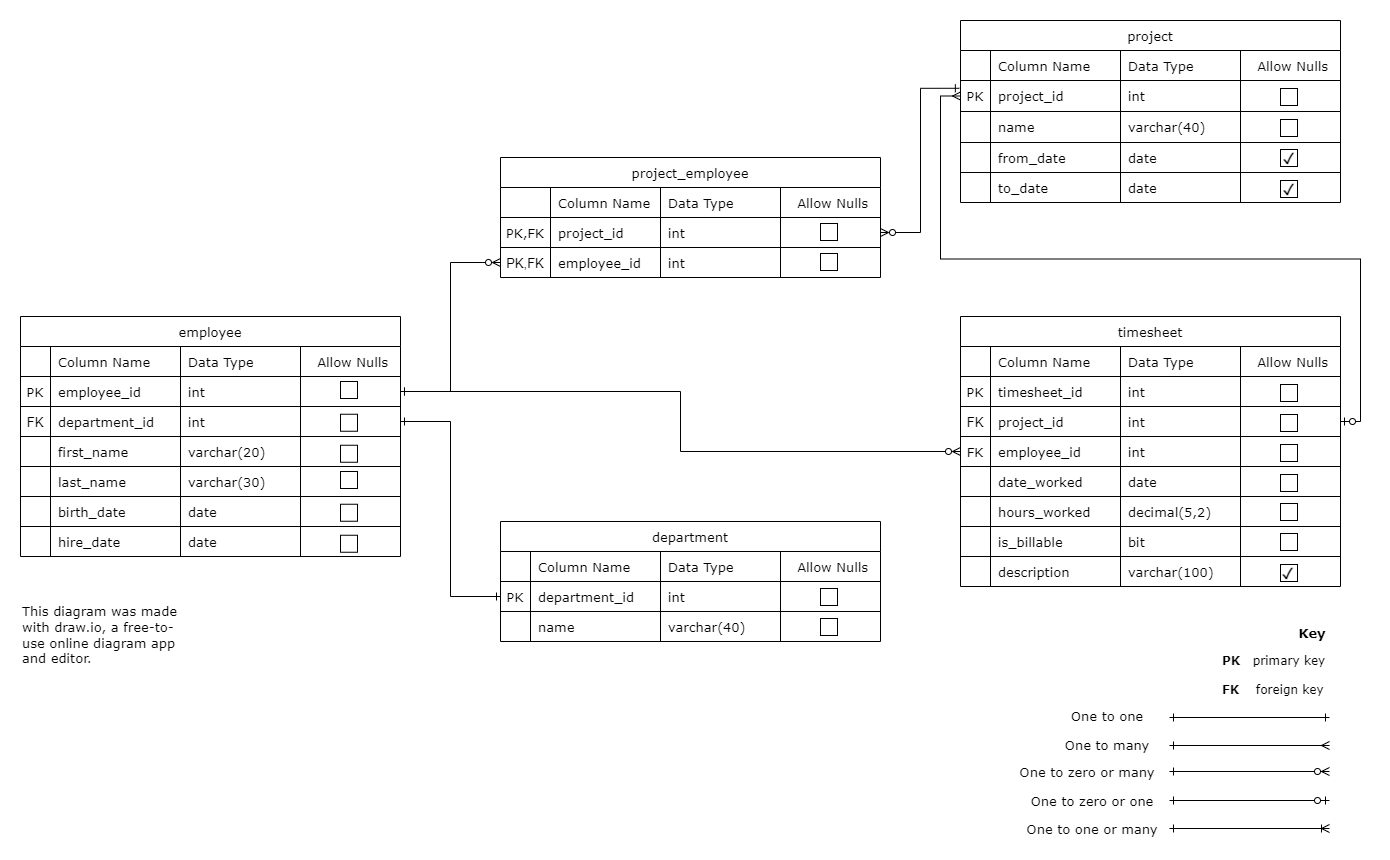 project
Column Name Data Type Allow Nulls
PK project_id int
name varchar(40)
from_date date
to_date date
project_employee
Column Name Data Type Allow Nulls
PK,FK project_id int
PK,FK employee_id int
employee
Column Name Data Type Allow Nulls
PK employee_id int
FK department_id int
first_name varchar(20)
last_name varchar(30)
birth_date date
hire_date date
timesheet
Column Name Data Type Allow Nulls
PK timesheet_id int
FK project_id int
FK employee_id int
date_worked date
hours_worked decimal(5,2)
is_billable bit
description varchar(100)
department
Column Name Data Type Allow Nulls
PK department_id int
name varchar(40)
This diagram was made
with draw.io, a free-to-
use online diagram app
and editor.
Key
PK primary key
FK foreign key
One to one
One to many
One to zero or many
One to zero or one
One to one or many